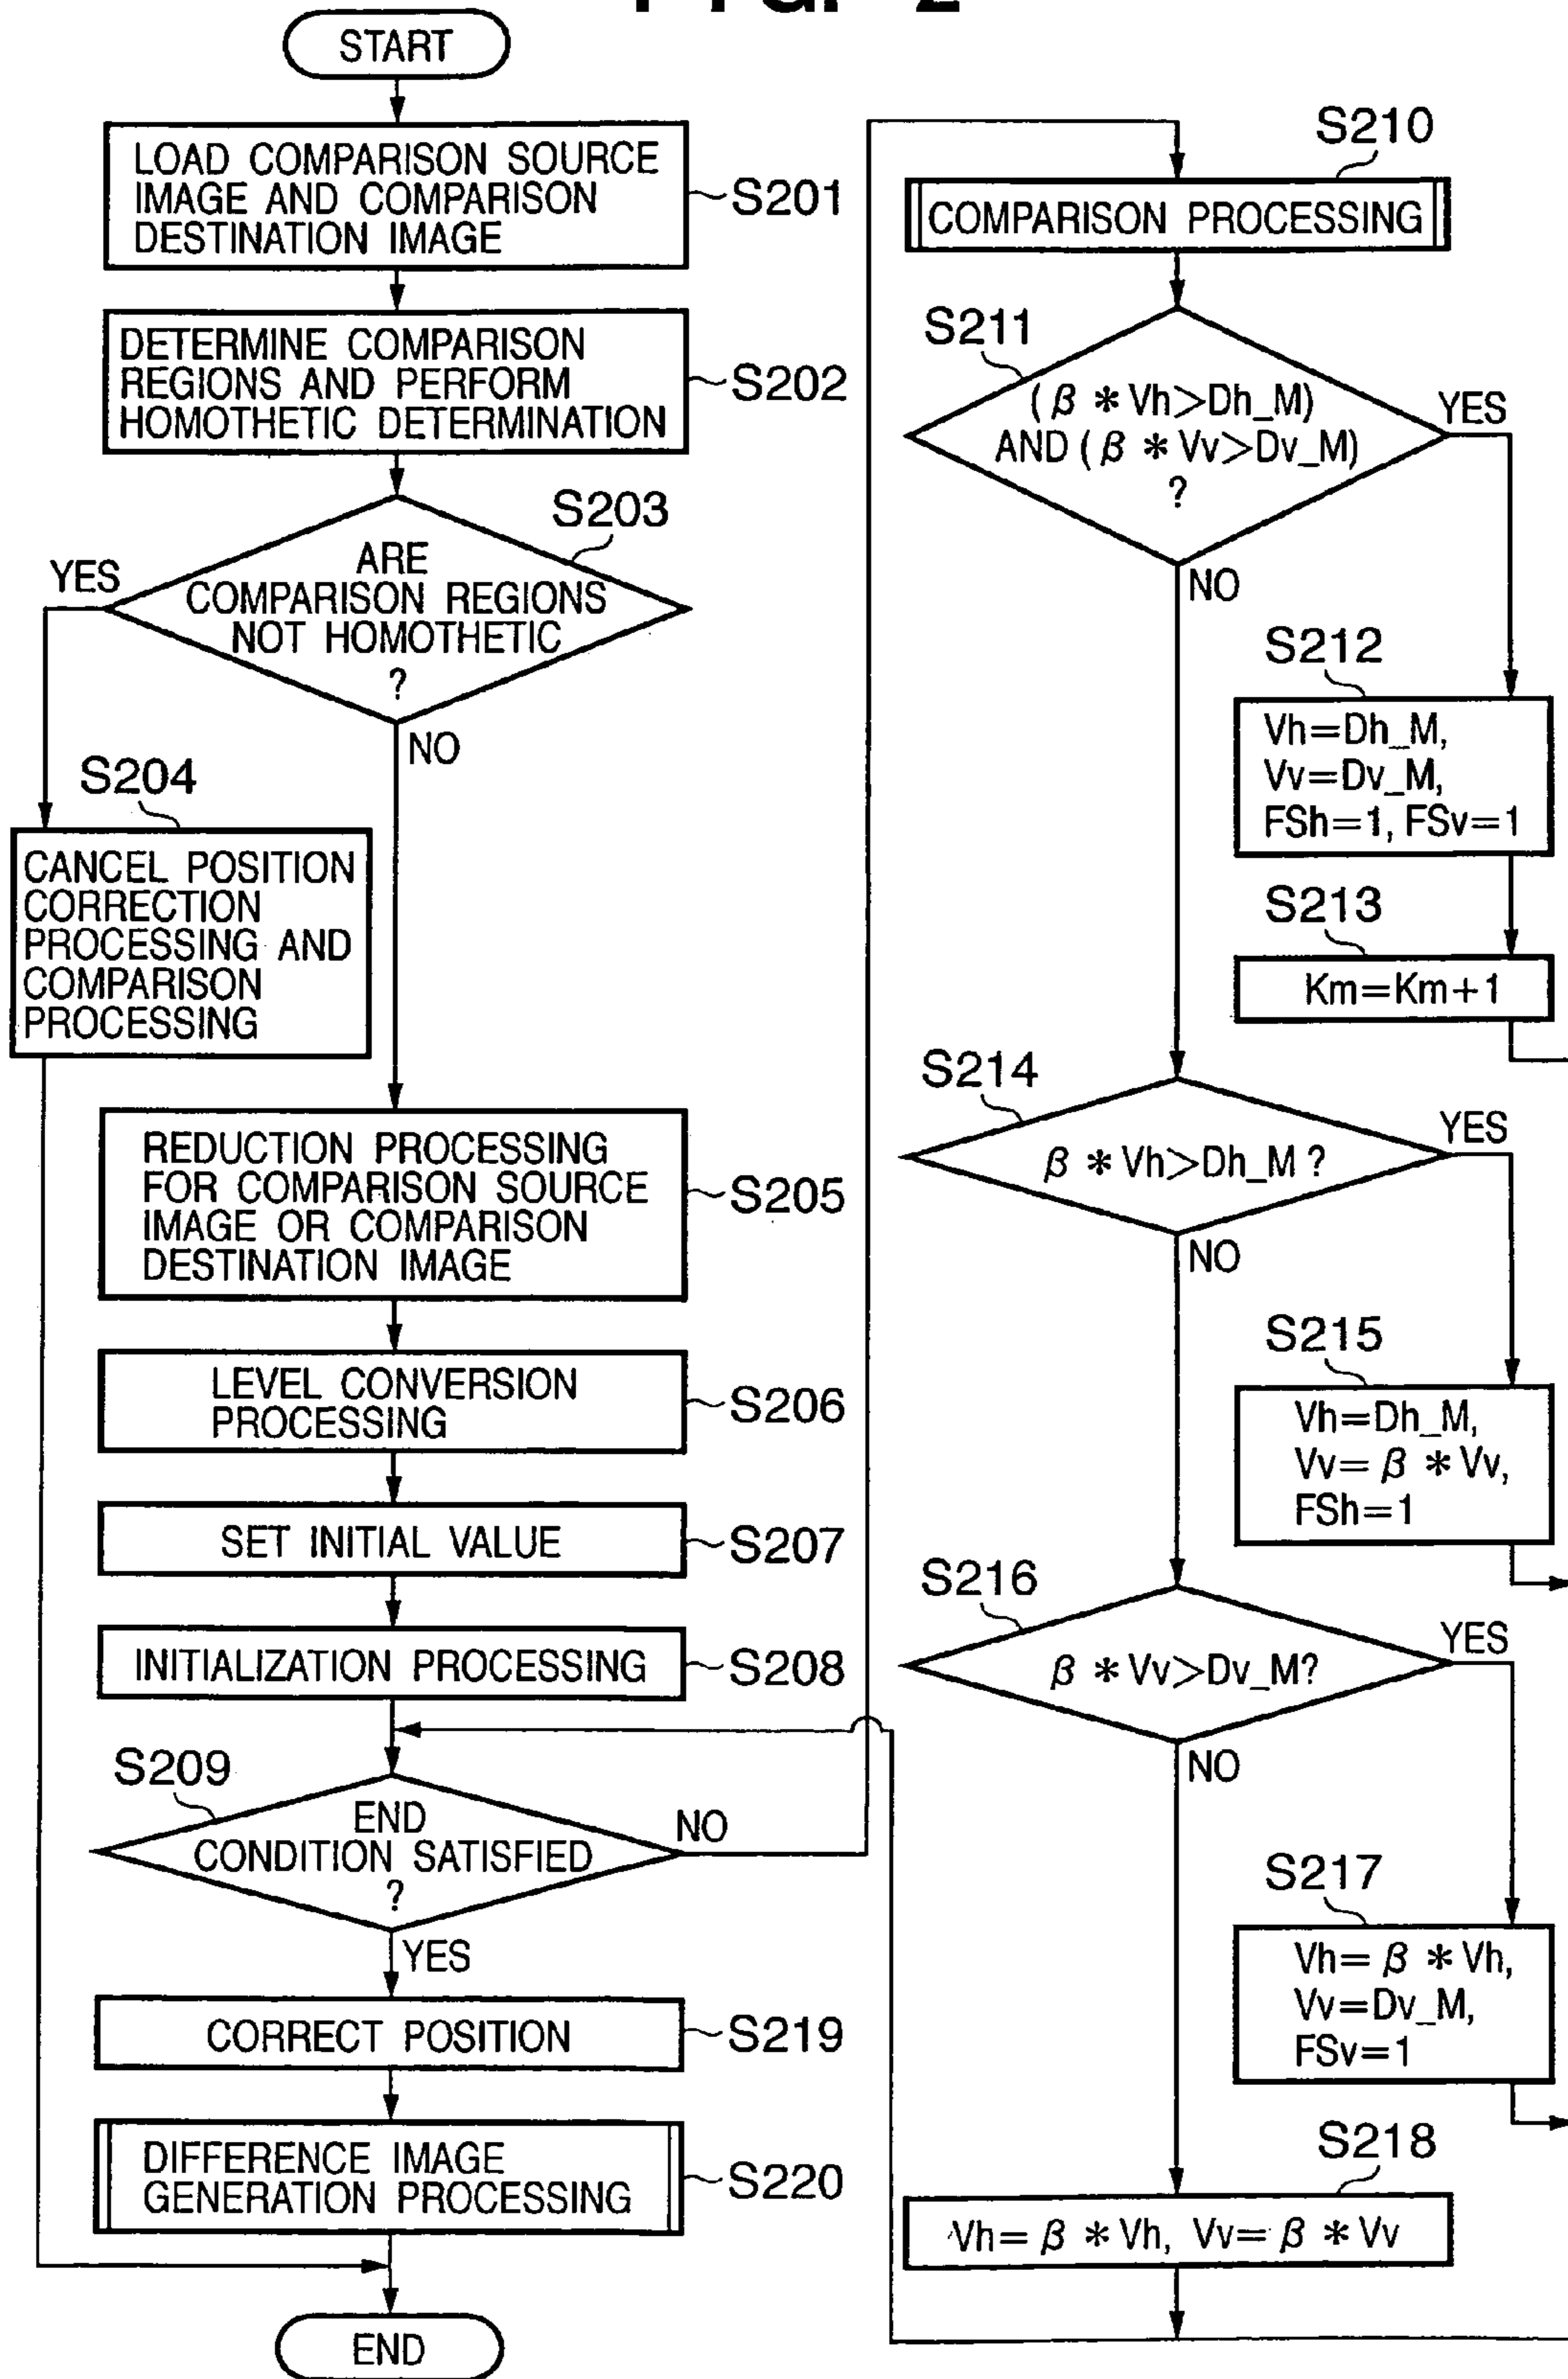 FIG. 2
START
LOAD COMPARISON SOURCE
IMAGE AND COMPARISON
DESTINATION IMAGE
S201
DETERMINE COMPARISON
REGIONS AND PERFORM
HOMOTHETIC DETERMINATION
S202
S203
ARE
COMPARISON REGIONS
NOT HOMOTHETIC
?
YES
NO
S204
CANCEL POSITION
CORRECTION
PROCESSING AND
COMPARISON
PROCESSING
REDUCTION PROCESSING
FOR COMPARISON SOURCE
IMAGE OR COMPARISON
DESTINATION IMAGE
S205
LEVEL CONVERSION
PROCESSING
S206
SET INITIAL VALUE
S207
INITIALIZATION PROCESSING
S208
S209
END
CONDITION SATISFIED
?
NO
YES
CORRECT POSITION
S219
DIFFERENCE IMAGE
GENERATION PROCESSING
S220
END
S210
COMPARISON PROCESSING
S211
(β * Vh>Dh_M)
AND (β * Vv>Dv_M)
?
YES
NO
S212
Vh=Dh_M,
Vv=Dv_M,
FSh=1, FSv=1
S213
Km=Km+1
S214
β * Vh>Dh_M ?
YES
NO
S215
Vh=Dh_M,
Vv= β * Vv,
FSh=1
S216
β * Vv>Dv_M?
YES
NO
S217
Vh= β * Vh,
Vv=Dv_M,
FSv=1
S218
Vh= β * Vh, Vv= β * Vv